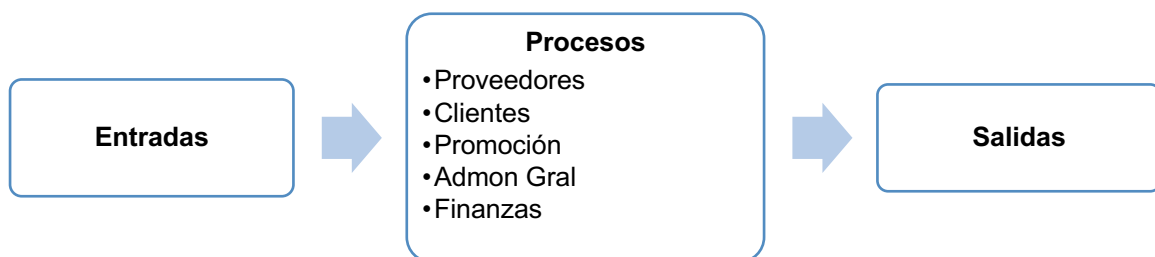 Entradas
Procesos
•Proveedores
•Clientes
•Promoción
•Admon Gral
•Finanzas
Salidas